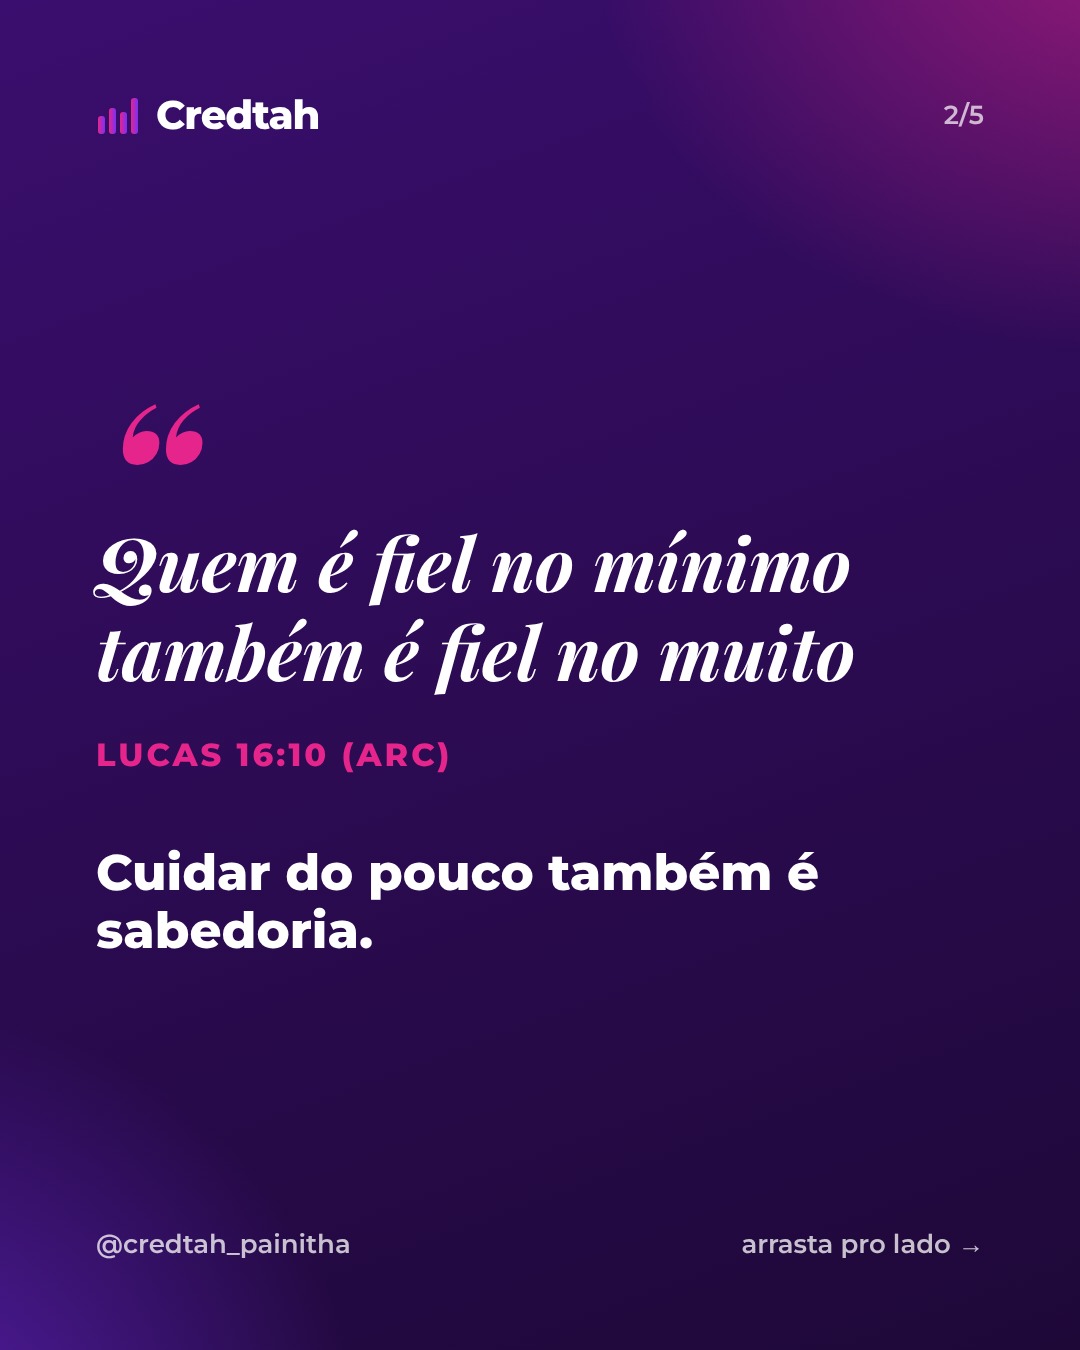 Credtah
2/5
“
Quem é fiel no mínimo
também é fiel no muito
LUCAS 16:10 (ARC)
Cuidar do pouco também é
sabedoria.
@credtah_painitha
arrasta pro lado →